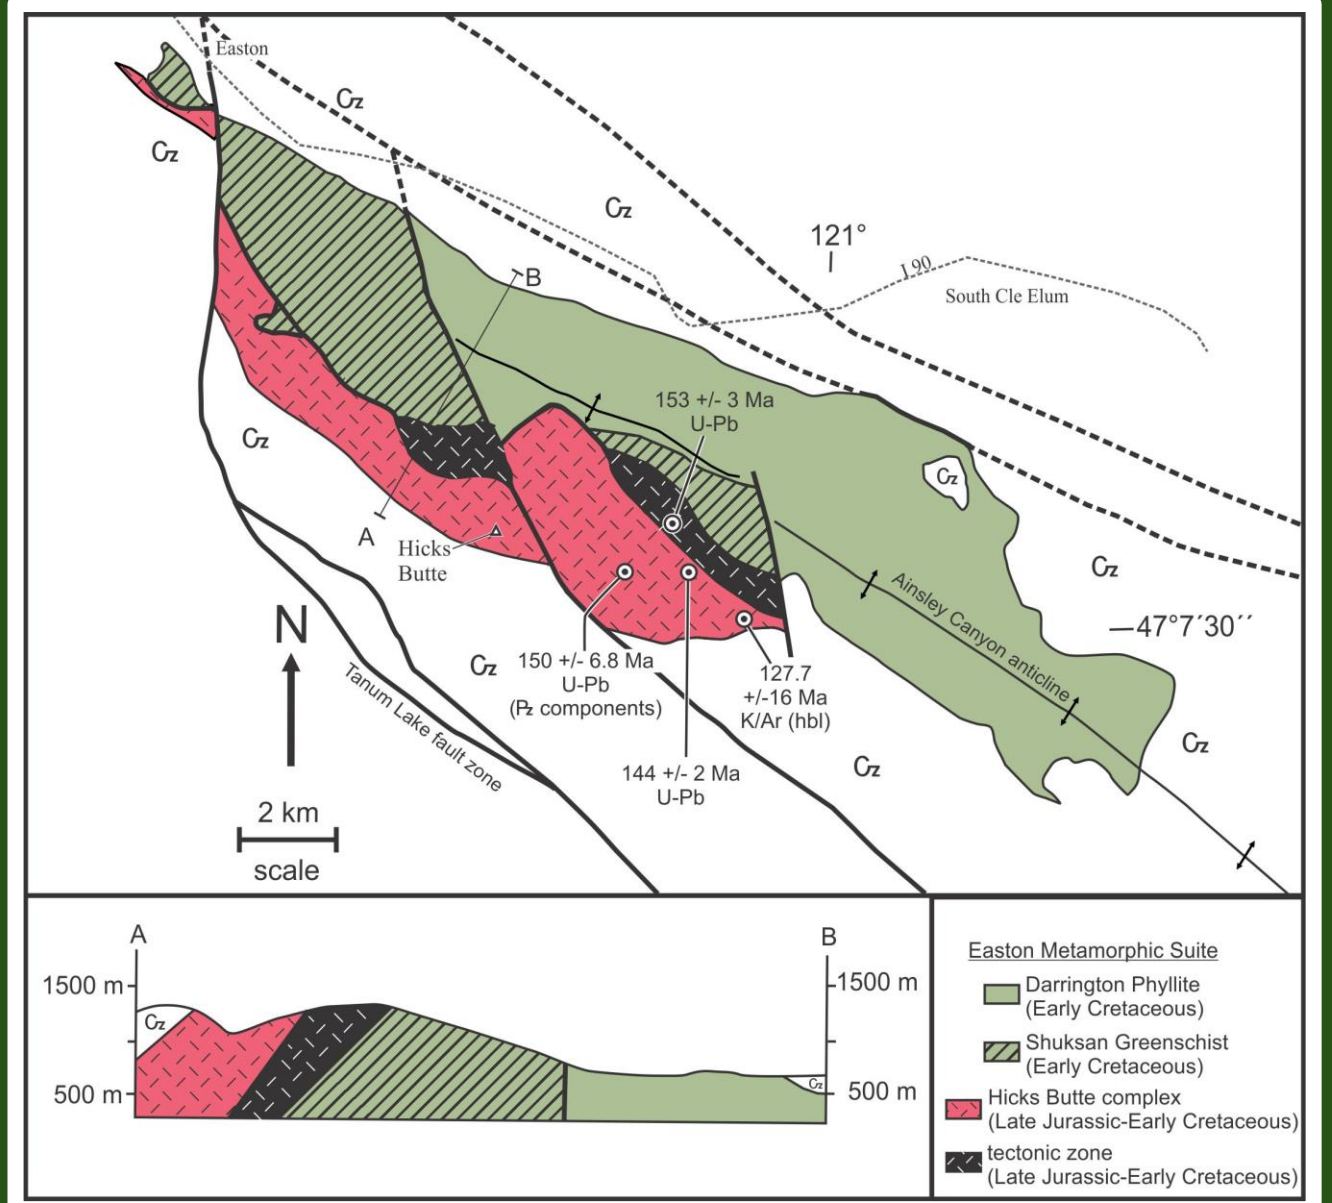 Easton
Cz
Cz
Cz
121°
I 90
South Cle Elum
B
153 +/- 3 Ma
U-Pb
Cz
Cz
A
Hicks
Butte
Cz
Ainsley Canyon anticline
47°7´30´´
N
Cz
150 +/- 6.8 Ma
U-Pb
(Pz components)
127.7
+/-16 Ma
K/Ar (hbl)
Tanum Lake fault zone
Cz
Cz
144 +/- 2 Ma
U-Pb
2 km
scale
A
B
1500 m
1500 m
Cz
Cz
500 m
500 m
Easton Metamorphic Suite
Darrington Phyllite
(Early Cretaceous)
Shuksan Greenschist
(Early Cretaceous)
Hicks Butte complex
(Late Jurassic-Early Cretaceous)
tectonic zone
(Late Jurassic-Early Cretaceous)